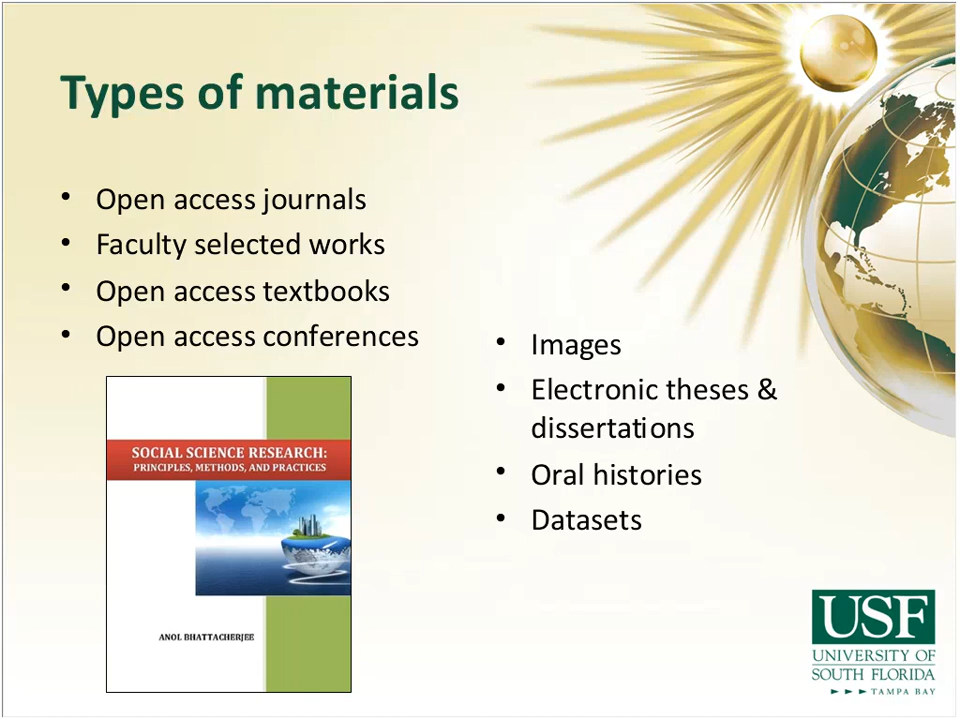 Types of materials
• Open access journals
• Faculty selected works
• Open access textbooks
• Open access conferences
SOCIAL SCIENCE RESEARCH:
PRINCIPLES, METHODS, AND PRACTICES
ANOL BHATTACHERJEE
• Images
• Electronic theses &
dissertations
• Oral histories
• Datasets
USF
UNIVERSITY OF
SOUTH FLORIDA
TAMPA BAY